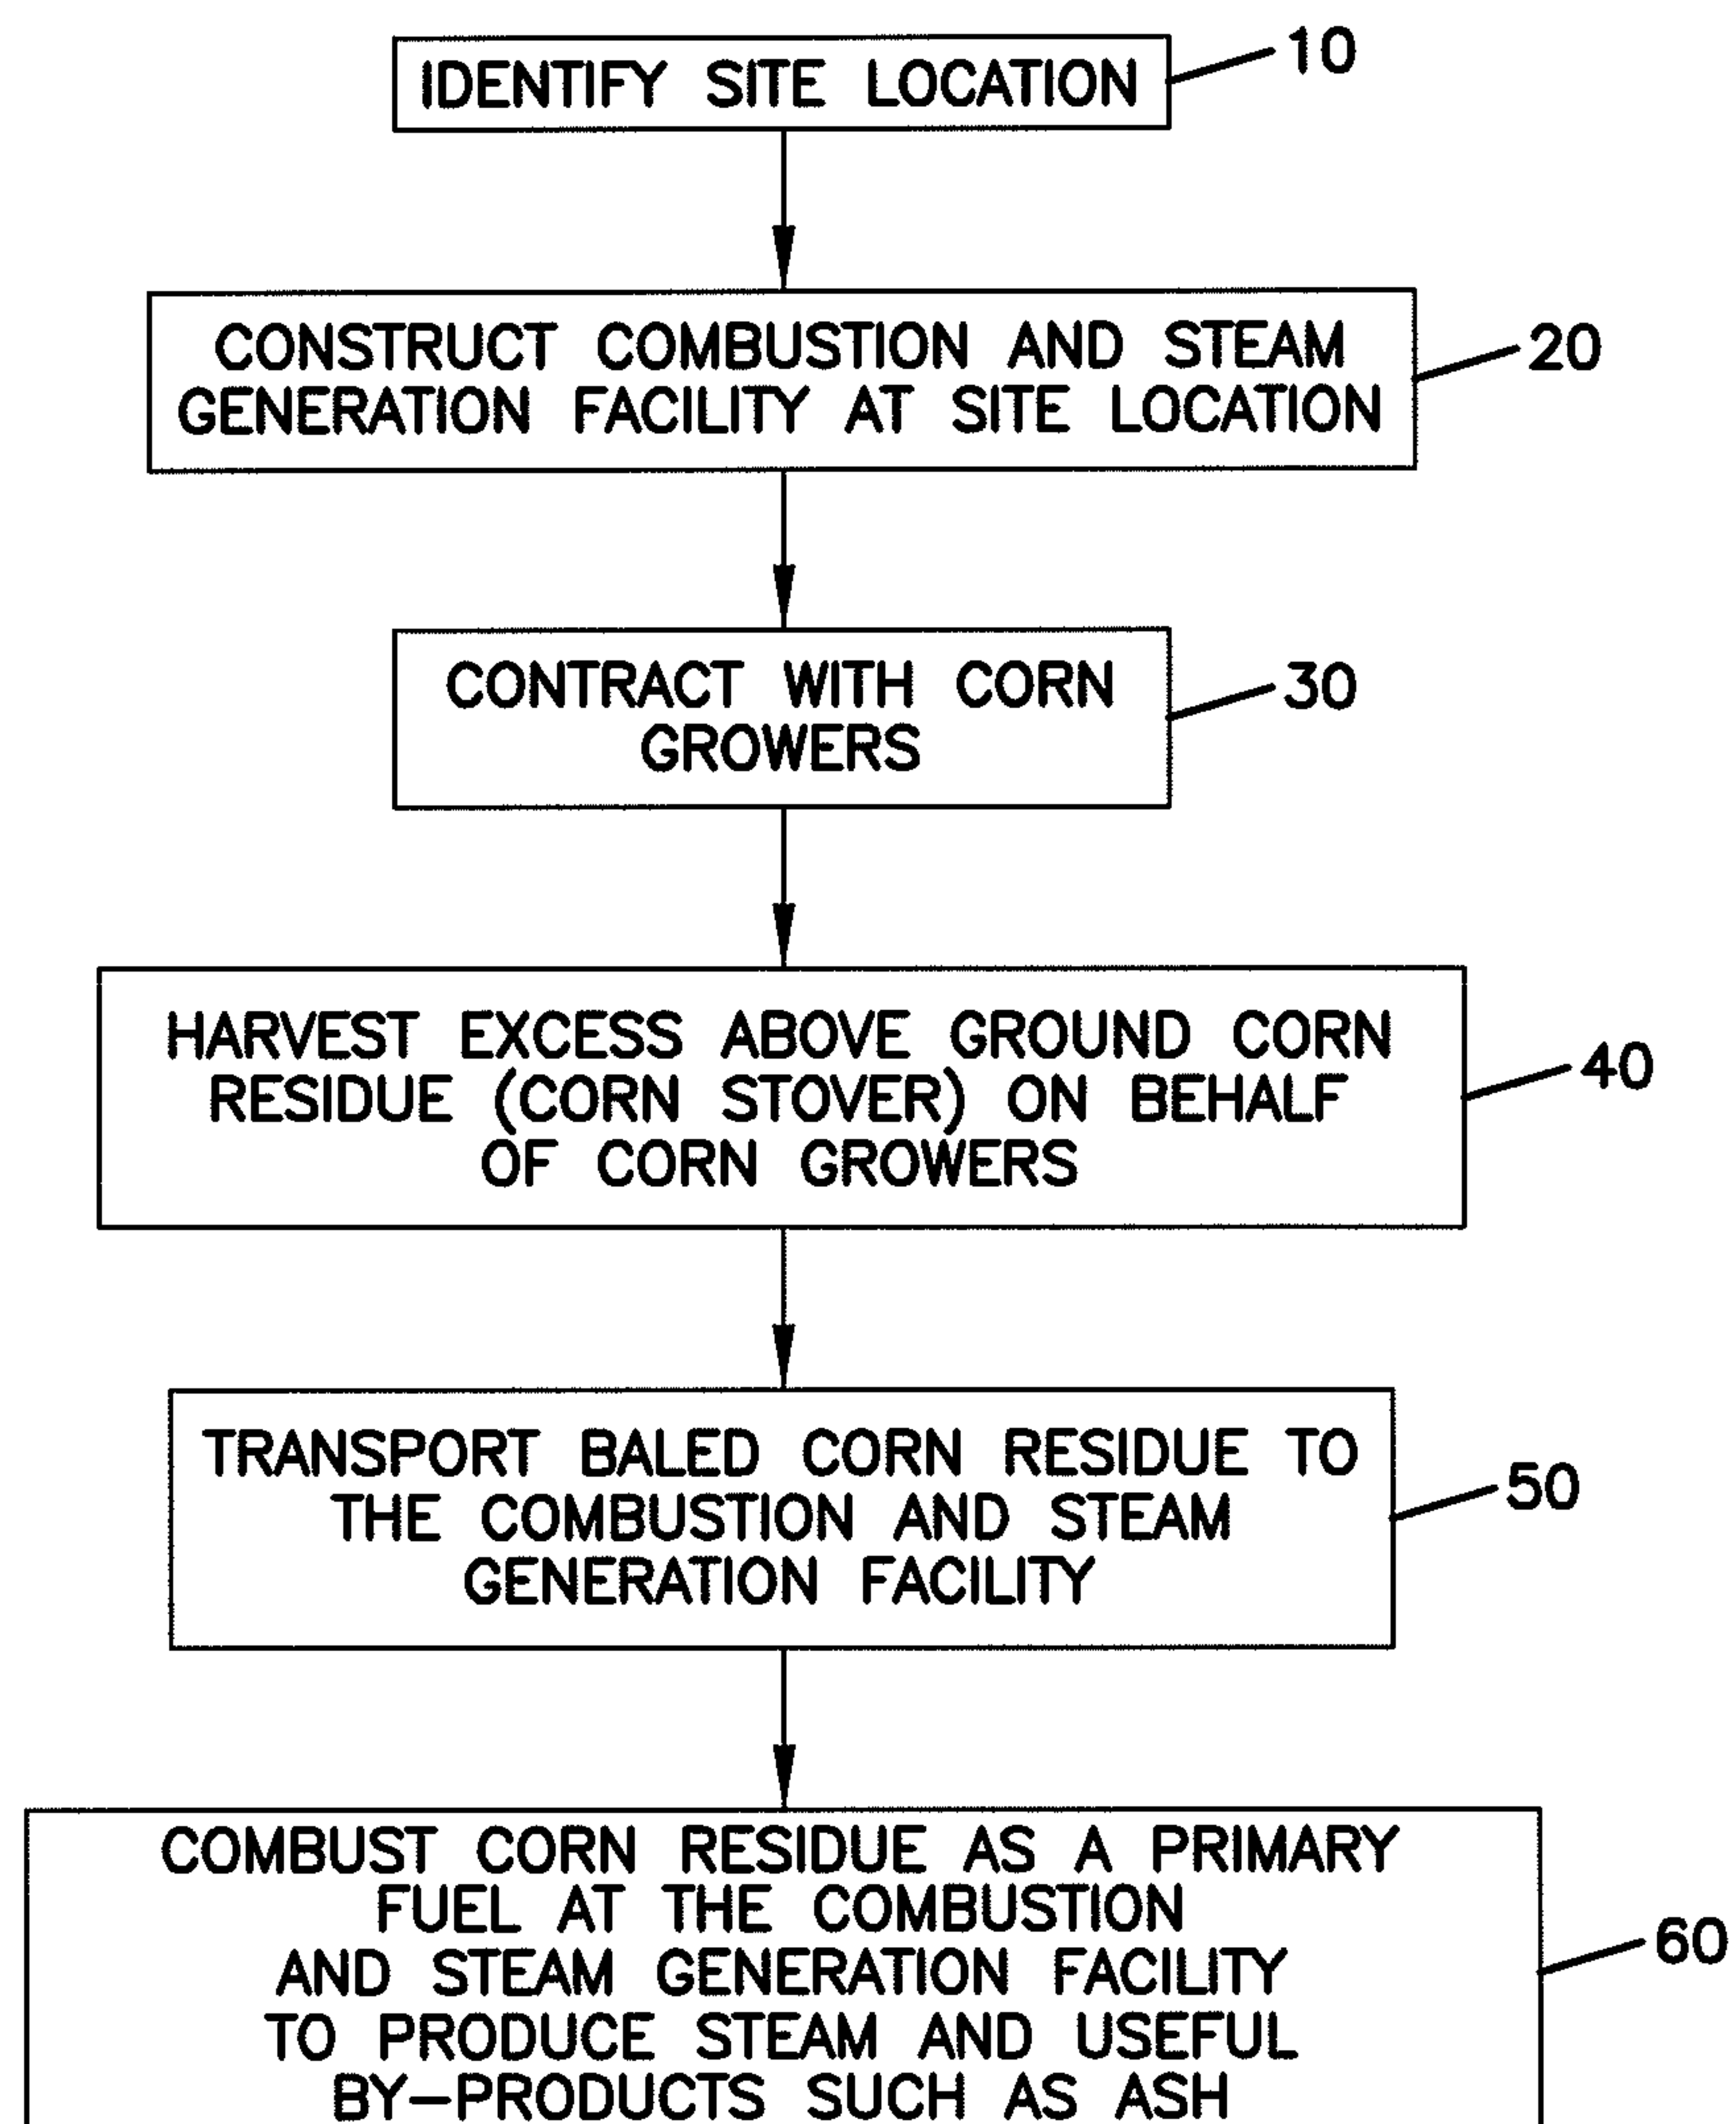 IDENTIFY SITE LOCATION
10
CONSTRUCT COMBUSTION AND STEAM
GENERATION FACILITY AT SITE LOCATION
20
CONTRACT WITH CORN
GROWERS
30
HARVEST EXCESS ABOVE GROUND CORN
RESIDUE (CORN STOVER) ON BEHALF
OF CORN GROWERS
40
TRANSPORT BALED CORN RESIDUE TO
THE COMBUSTION AND STEAM
GENERATION FACILITY
50
COMBUST CORN RESIDUE AS A PRIMARY
FUEL AT THE COMBUSTION
AND STEAM GENERATION FACILITY
TO PRODUCE STEAM AND USEFUL
BY-PRODUCTS SUCH AS ASH
60